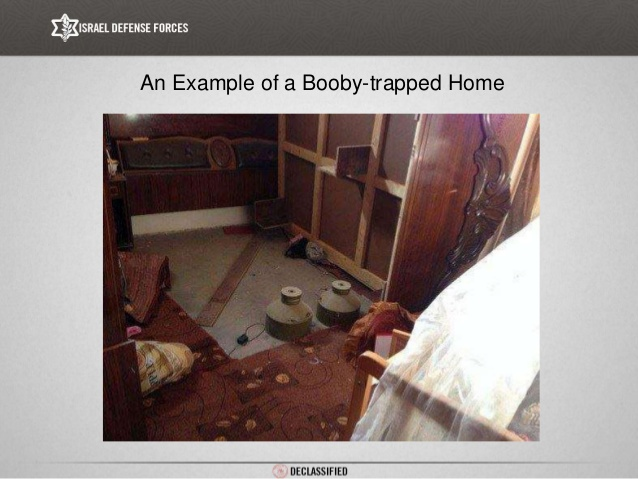 ISRAEL DEFENSE FORCES
An Example of a Booby-trapped Home
DECLASSIFIED